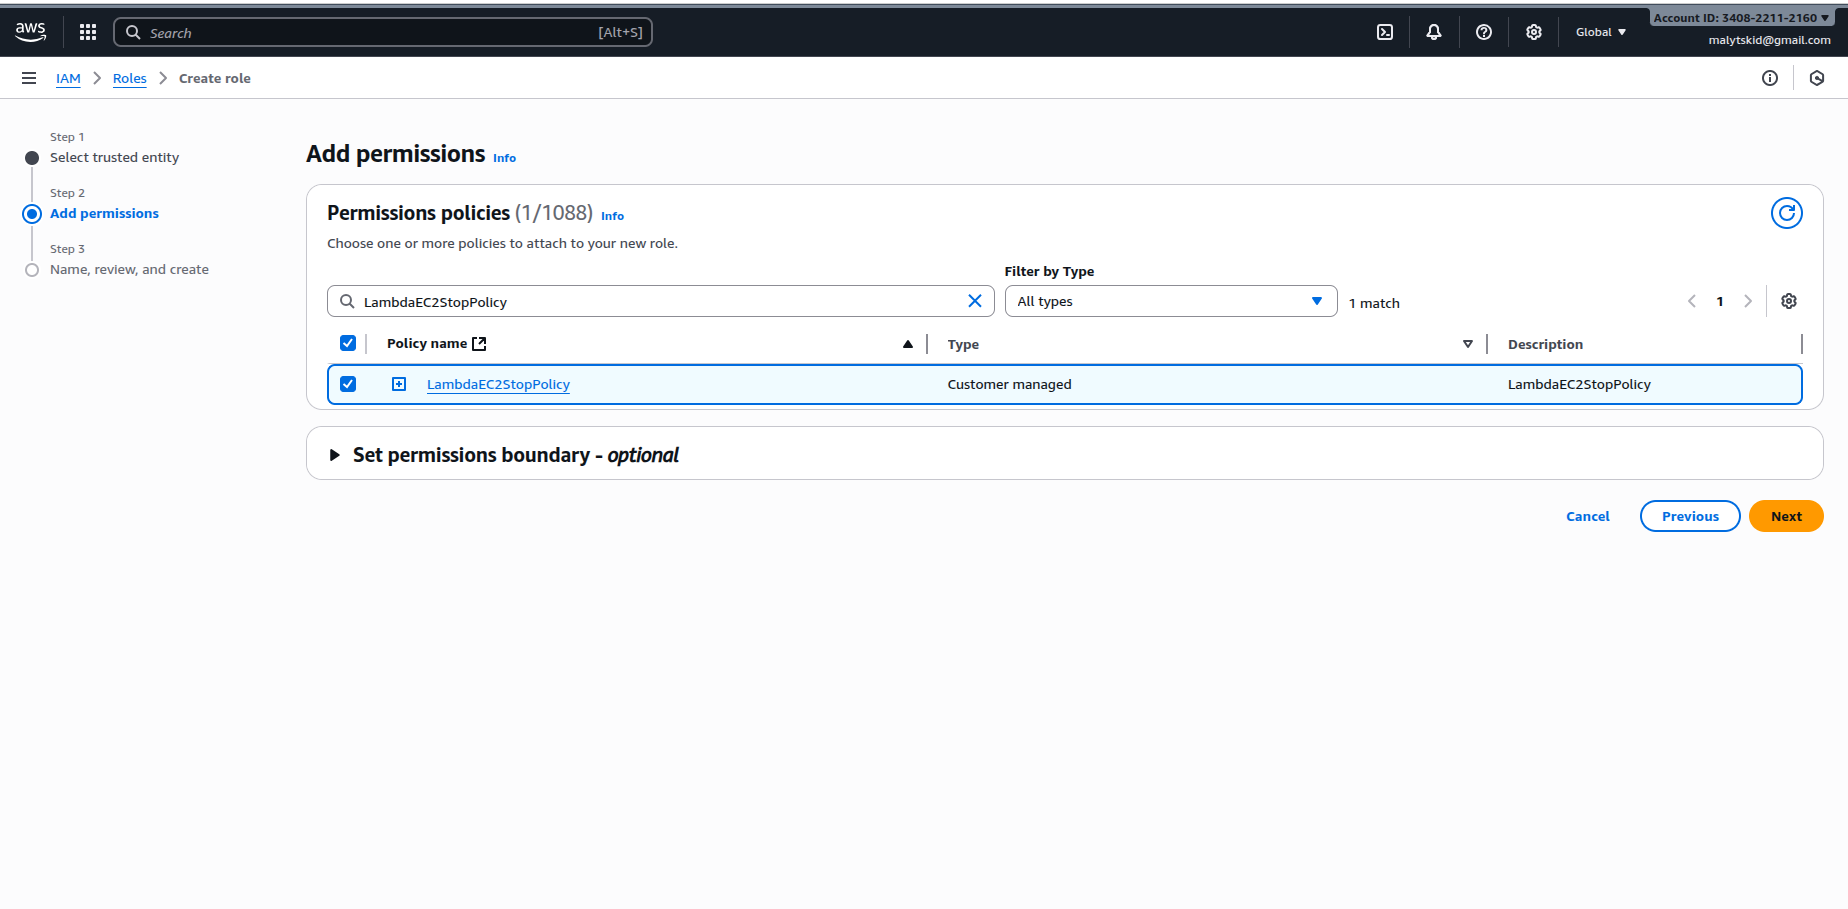 aws
Search
[Alt+S]
Global
Account ID: 3408-2211-2160
malytskid@gmail.com
IAM
Roles
Create role
Step 1
Select trusted entity
Step 2
Add permissions
Step 3
Name, review, and create
Add permissions Info
Permissions policies (1/1088) Info
Choose one or more policies to attach to your new role.
Filter by Type
LambdaEC2StopPolicy
All types
1 match
1
Policy name
Type
Description
LambdaEC2StopPolicy
Customer managed
LambdaEC2StopPolicy
Set permissions boundary - optional
Cancel
Previous
Next